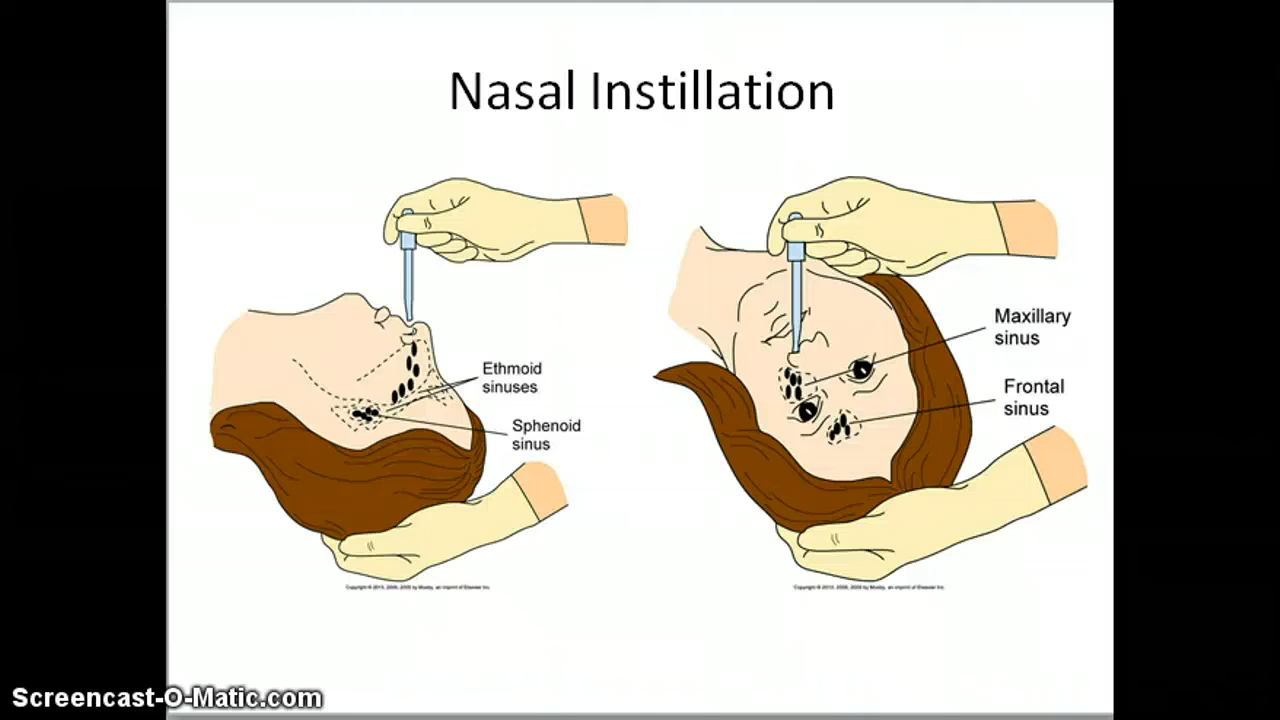 Nasal Instillation
Ethmoid
sinuses
Sphenoid
sinus
Maxillary
sinus
Frontal
sinus
Screencast-O-Matic.com